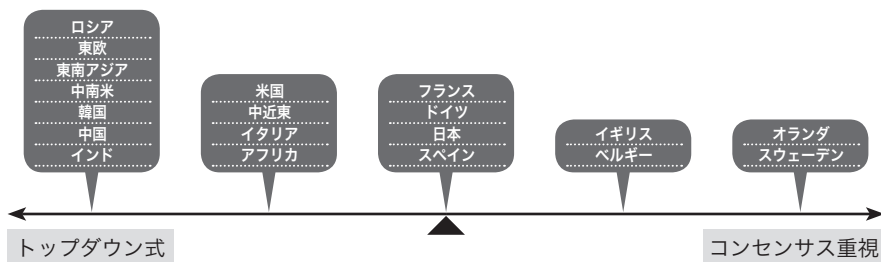 ロシア
東欧
東南アジア
中南米
韓国
中国
インド
米国
中近東
イタリア
アフリカ
フランス
ドイツ
日本
スペイン
イギリス
ベルギー
オランダ
スウェーデン
トップダウン式
コンセンサス重視